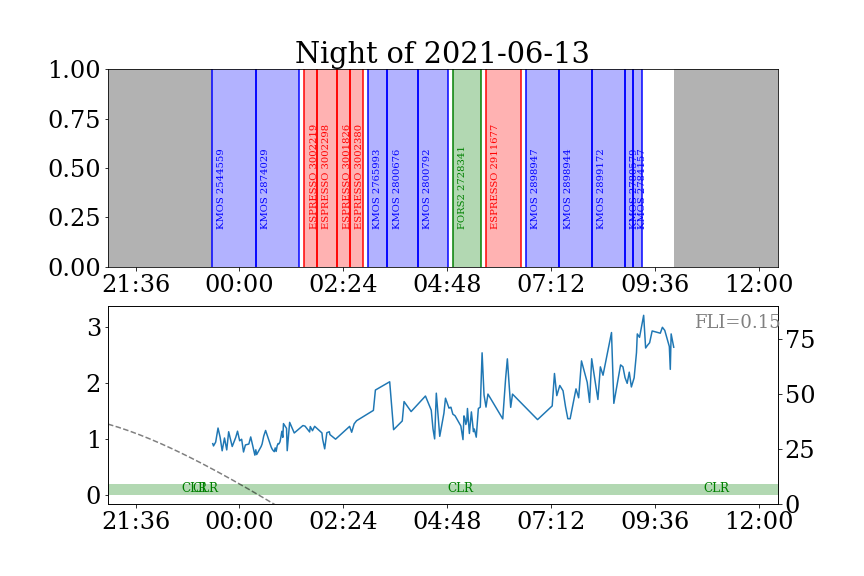 Night of 2021-06-13
1.00
0.75
0.50
0.25
0.00
KMOS 2544559
KMOS 2874029
ESPRESSO 3002219
ESPRESSO 3002298
ESPRESSO 3001826
ESPRESSO 3002380
KMOS 2765993
KMOS 2800676
KMOS 2800792
FORS2 2728341
ESPRESSO 2911677
KMOS 2898947
KMOS 2898944
KMOS 2899172
KMOS
KMOS 2784157
21:36 00:00 02:24 04:48 07:12 09:36 12:00
FLI=0.15
3
2
1
0
75
50
25
0
CLR CLR CLR CLR
21:36 00:00 02:24 04:48 07:12 09:36 12:00